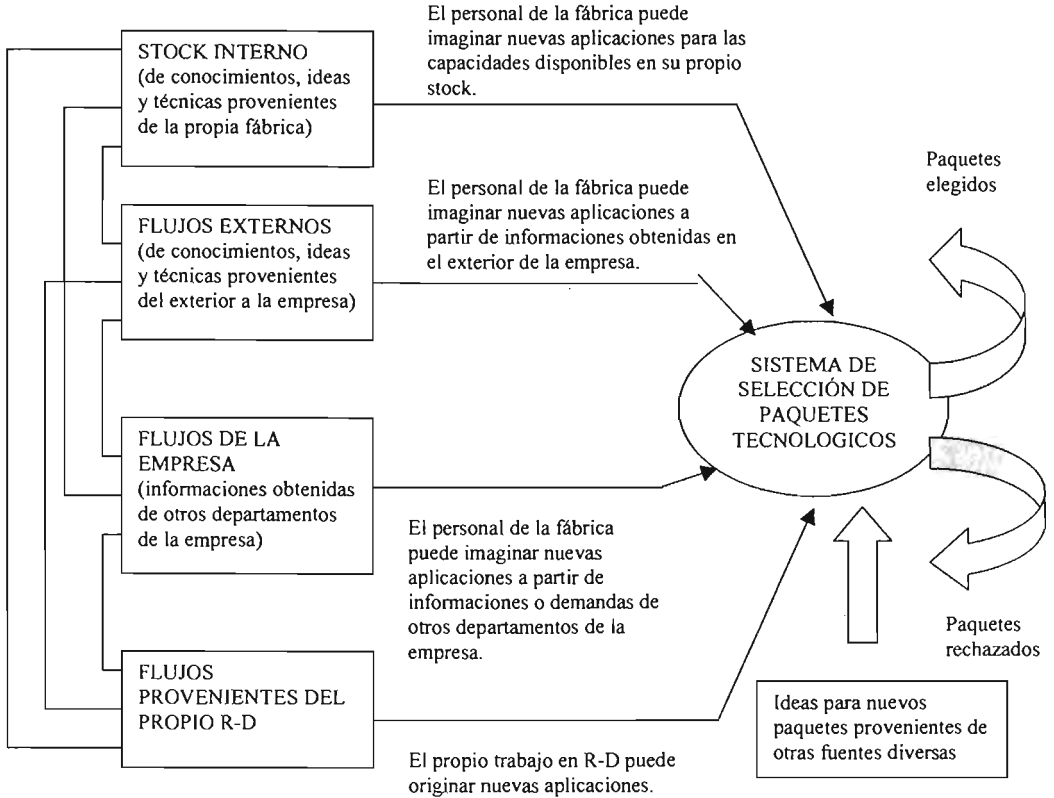 El personal de la fábrica puede
imaginar nuevas aplicaciones para las
capacidades disponibles en su propio
stock.
STOCK INTERNO
(de conocimientos, ideas
y técnicas provenientes
de la propia fábrica)
Paquetes
elegidos
El personal de la fábrica puede
imaginar nuevas aplicaciones a
partir de informaciones obtenidas en
el exterior de la empresa.
FLUJOS EXTERNOS
(de conocimientos, ideas
y técnicas provenientes
del exterior a la empresa)
SISTEMA DE
SELECCIÓN DE
PAQUETES
TECNOLOGICOS
FLUJOS DE LA
EMPRESA
(informaciones obtenidas
de otros departamentos
de la empresa)
El personal de la fábrica
puede imaginar nuevas
aplicaciones a partir de
informaciones o demandas de
otros departamentos de la
empresa.
Paquetes
rechazados
FLUJOS
PROVENIENTES DEL
PROPIO R-D
Ideas para nuevos
paquetes provenientes de
otras fuentes diversas
El propio trabajo en R-D puede
originar nuevas aplicaciones.